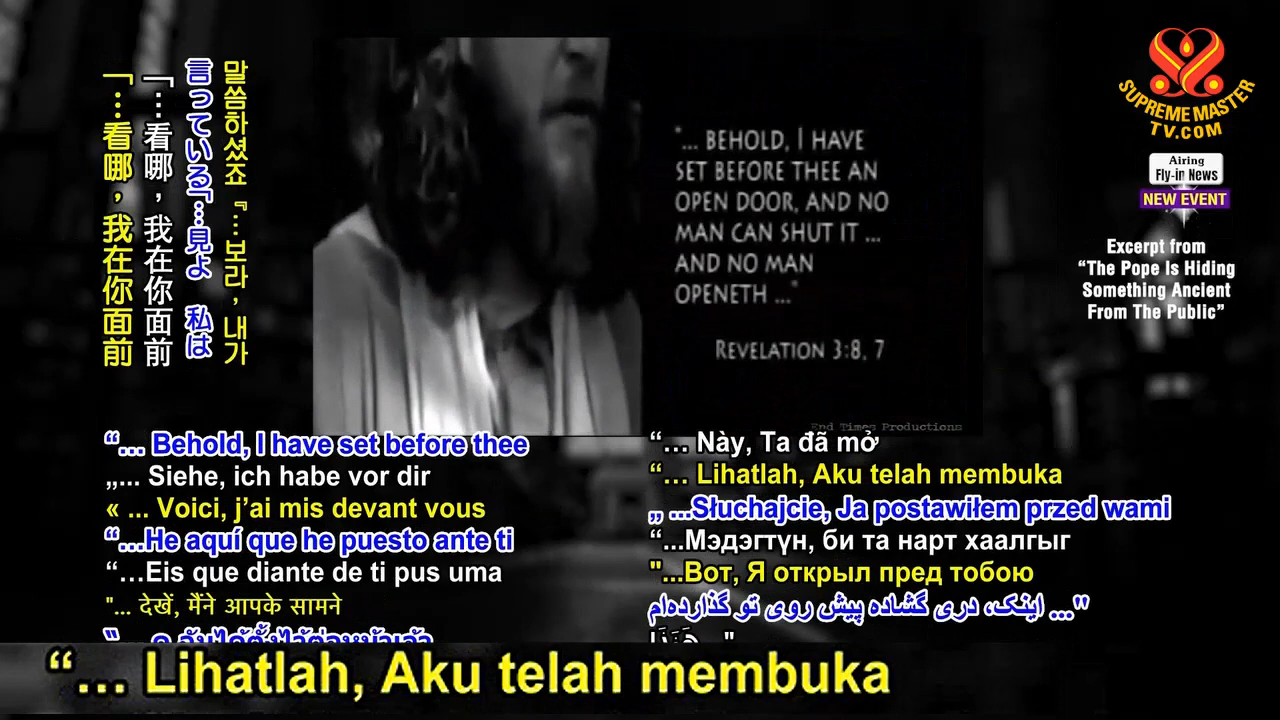 말씀하셨죠『…보라, 내가
言っている「…見よ 私は
「…看哪，我在你面前
「…看哪，我在你面前
"... BEHOLD, I HAVE
SET BEFORE THEE AN
OPEN DOOR, AND NO
MAN CAN SHUT IT ...
AND NO MAN
OPENETH ..."
REVELATION 3:8, 7
End Times Productions
SUPREME MASTER
TV.COM
Airing
Fly-in News
NEW EVENT
Excerpt from
“The Pope Is Hiding
Something Ancient
From The Public”
“... Behold, I have set before thee
„... Siehe, ich habe vor dir
« ... Voici, j’ai mis devant vous
“...He aquí que he puesto ante ti
“…Eis que diante de ti pus uma
"... देखें, मैंने आपके सामने
“… Này, Ta đã mở
“… Lihatlah, Aku telah membuka
„ ...Słuchajcie, Ja postawiłem przed wami
“...Мэдэгтүн, би та нарт хаалгыг
"...Вот, Я открыл пред тобою
"... اینک، دری گشاده پیش روی تو گذارده‌ام
“… Lihatlah, Aku telah membuka